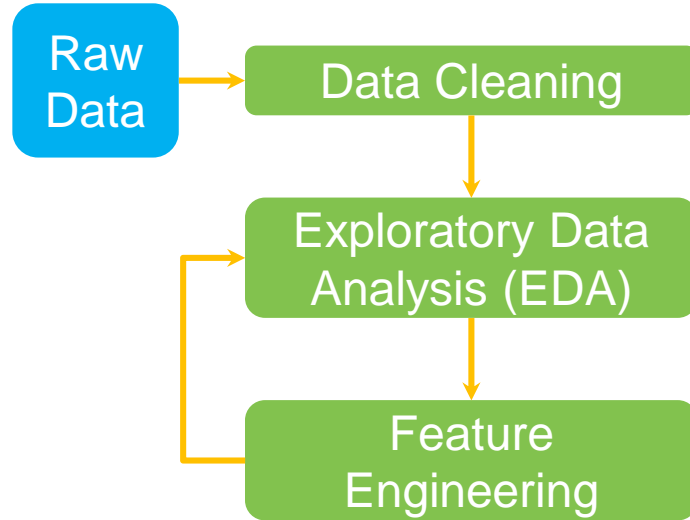 Raw
Data
Data Cleaning
Exploratory Data
Analysis (EDA)
Feature
Engineering